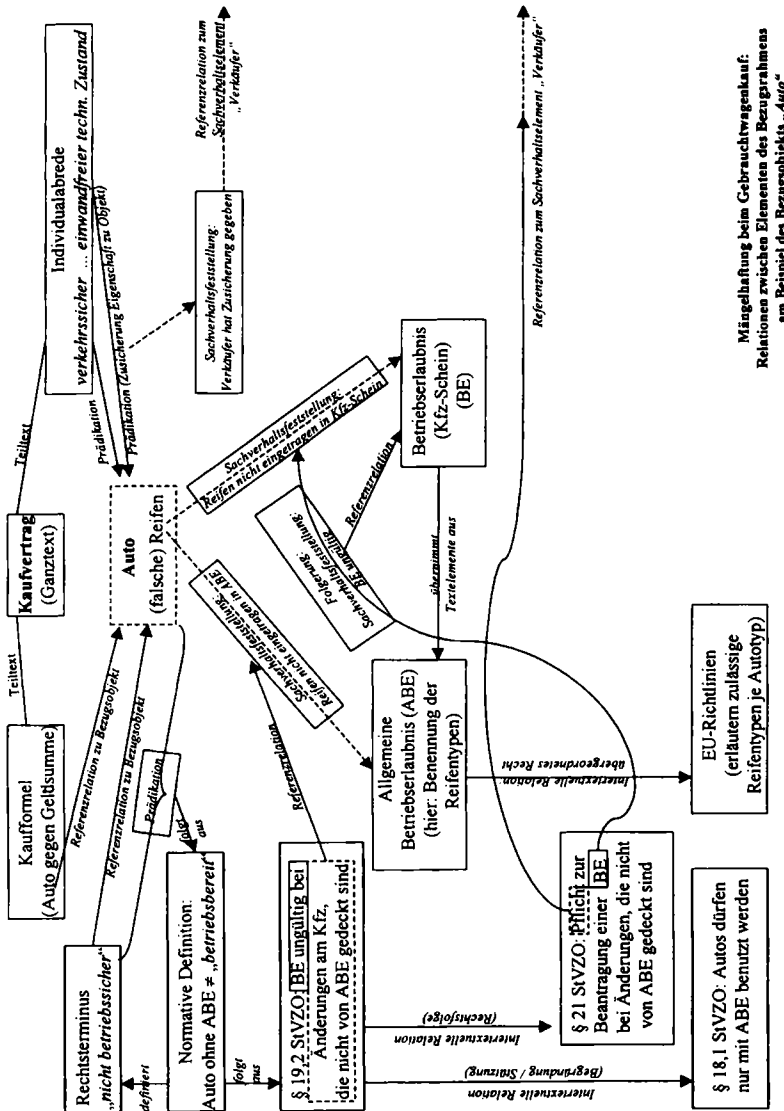 Kaufformel
(Auto gegen Geldsumme)
Teiltext
Kaufvertrag
(Ganztext)
Teiltext
Individualabrede
verkehrssicher ... einwandfreier techn. Zustand
Rechtsterminus
„nicht betriebssicher“
Referenzrelation zu Bezugsobjekt
Referenzrelation zu Bezugsobjekt
Prädikation
Prädikation
Prädikation (Zusicherung Eigenschaft zu Objekt)
Auto
(falsche) Reifen
Referenzrelation zum
Sachverhaltselement
„Verkäufer“
Sachverhaltsfeststellung:
Verkäufer hat Zusicherung gegeben
definiert
folgt
aus
Normative Definition:
Auto ohne ABE ≠ „betriebsbereit“
folgt
aus
Sachverhaltsfeststellung:
Reifen nicht eingetragen in ABE
Sachverhaltsfeststellung:
Reifen nicht eingetragen in Kfz-Schein
Folgerung:
Sachverhaltsfeststellung:
BE ungültig
Referenzrelation
Referenzrelation
§ 19,2 StVZO: BE ungültig bei
Änderungen am Kfz,
die nicht von ABE gedeckt sind
Allgemeine
Betriebserlaubnis (ABE)
(hier: Benennung der
Reifentypen)
übernimmt
Textelemente aus
Betriebserlaubnis
(Kfz-Schein)
(BE)
Intertextuelle Relation
(Begründung / Stützung)
Intertextuelle Relation
(Rechtsfolge)
Intertextuelle Relation:
übergeordnetes Recht
Referenzrelation zum Sachverhaltselement „Verkäufer“
§ 18,1 StVZO: Autos dürfen
nur mit ABE benutzt werden
§ 21 StVZO: Pflicht zur
Beantragung einer BE
bei Änderungen, die nicht
von ABE gedeckt sind
EU-Richtlinien
(erläutern zulässige
Reifentypen je Autotyp)
Mängelhaftung beim Gebrauchtwagenkauf:
Relationen zwischen Elementen des Bezugsrahmens
am Beispiel des Bezugsobjekts „Auto“